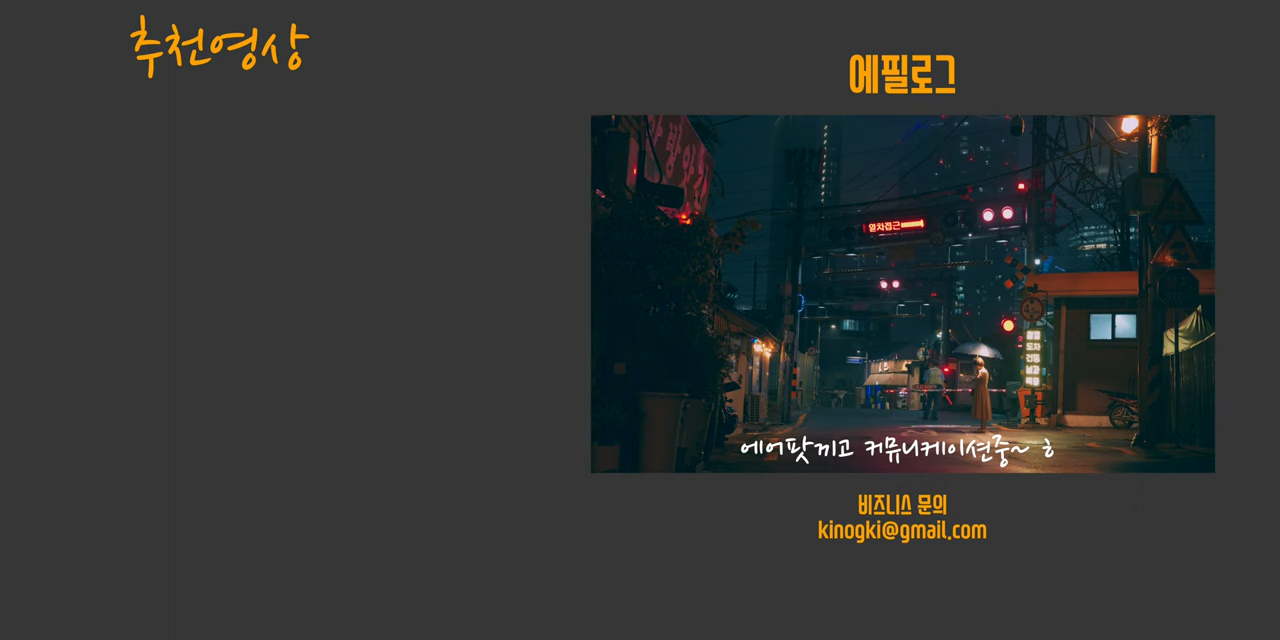 추천영상
에필로그
열차접근
에어팟끼고 커뮤니케이션중~ ㅎ
비즈니스 문의
kinogki@gmail.com